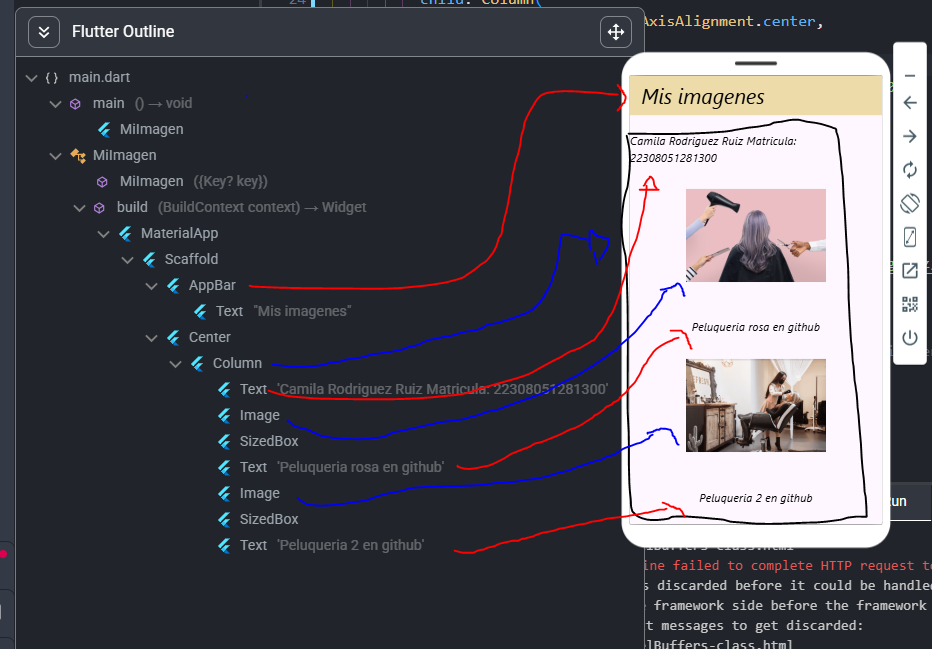 24
child: Column(
AxisAlignment.center,
Flutter Outline
{} main.dart
main () → void
MiImagen
MiImagen
MiImagen ({Key? key})
build (BuildContext context) → Widget
MaterialApp
Scaffold
AppBar
Text "Mis imagenes"
Center
Column
Text 'Camila Rodriguez Ruiz Matricula: 22308051281300'
Image
SizedBox
Text 'Peluqueria rosa en github'
Image
SizedBox
Text 'Peluqueria 2 en github'
Mis imagenes
Camila Rodriguez Ruiz Matricula:
22308051281300
Peluqueria rosa en github
Peluqueria 2 en github
un
lBuffers-class.html
ine failed to complete HTTP request to
s discarded before it could be handled
framework side before the framework
t messages to get discarded:
lBuffers-class.html